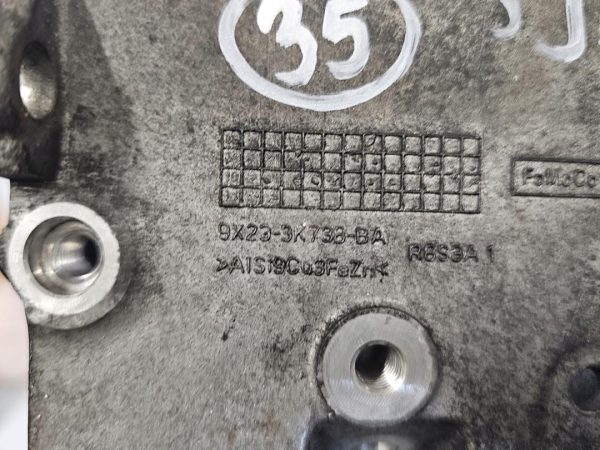 35
FoMoCo
9X23-3K738-BA
R6S3A 1
>AlSi9Cu3FeZn<